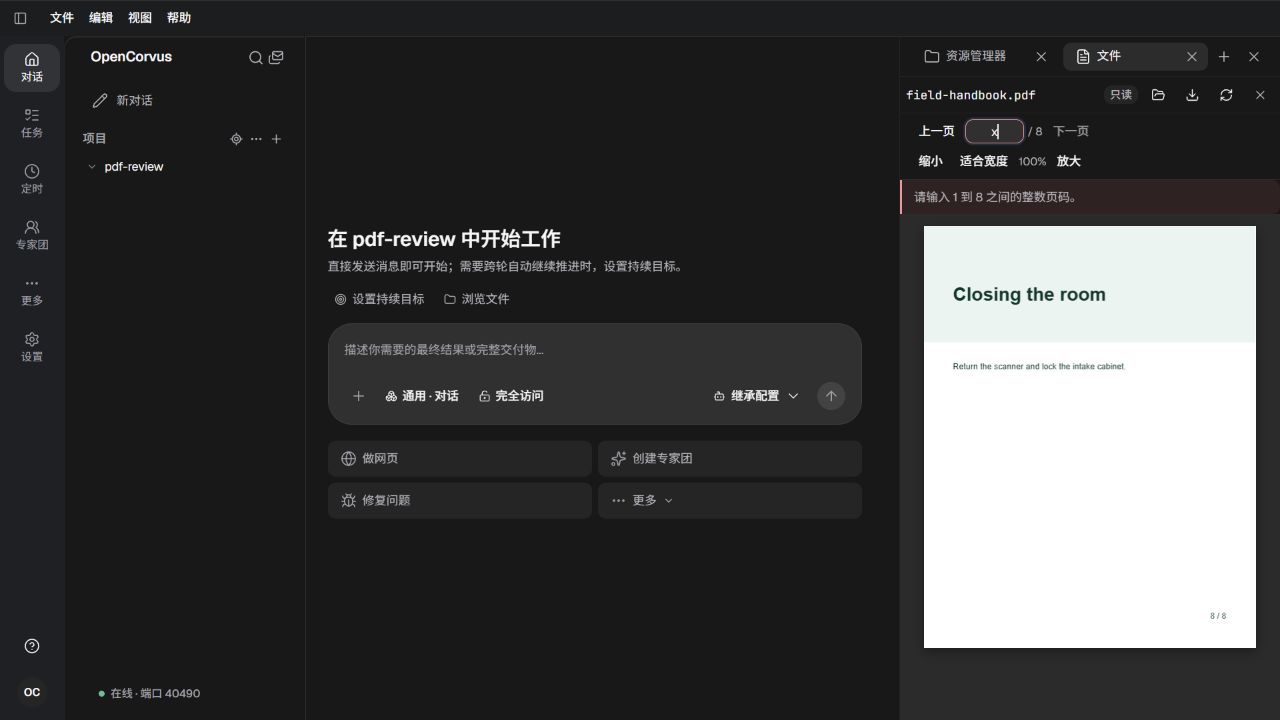 文件 编辑 视图 帮助
对话
任务
定时
专家团
更多
设置
OC
OpenCorvus
新对话
项目
pdf-review
在线 · 端口 40490
在 pdf-review 中开始工作
直接发送消息即可开始；需要跨轮自动继续推进时，设置持续目标。
设置持续目标 浏览文件
描述你需要的最终结果或完整交付物...
通用 · 对话 完全访问 继承配置
做网页 创建专家团
修复问题 更多
资源管理器 文件
field-handbook.pdf 只读
上一页 x / 8 下一页
缩小 适合宽度 100% 放大
请输入 1 到 8 之间的整数页码。
Closing the room
Return the scanner and lock the intake cabinet.
8 / 8